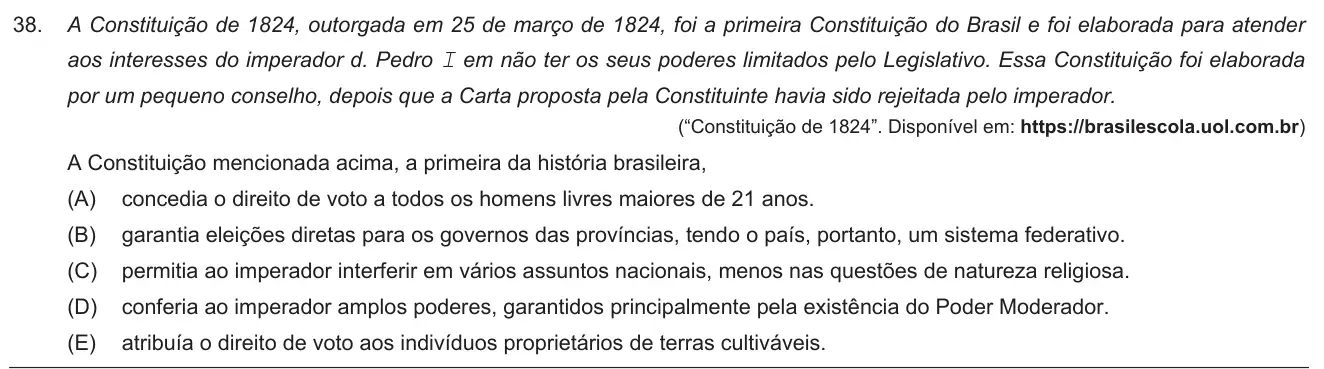 38. A Constituição de 1824, outorgada em 25 de março de 1824, foi a primeira Constituição do Brasil e foi elaborada para atender
aos interesses do imperador d. Pedro I em não ter os seus poderes limitados pelo Legislativo. Essa Constituição foi elaborada
por um pequeno conselho, depois que a Carta proposta pela Constituinte havia sido rejeitada pelo imperador.
(“Constituição de 1824”. Disponível em: https://brasilescola.uol.com.br)
A Constituição mencionada acima, a primeira da história brasileira,
(A) concedia o direito de voto a todos os homens livres maiores de 21 anos.
(B) garantia eleições diretas para os governos das províncias, tendo o país, portanto, um sistema federativo.
(C) permitia ao imperador interferir em vários assuntos nacionais, menos nas questões de natureza religiosa.
(D) conferia ao imperador amplos poderes, garantidos principalmente pela existência do Poder Moderador.
(E) atribuía o direito de voto aos indivíduos proprietários de terras cultiváveis.